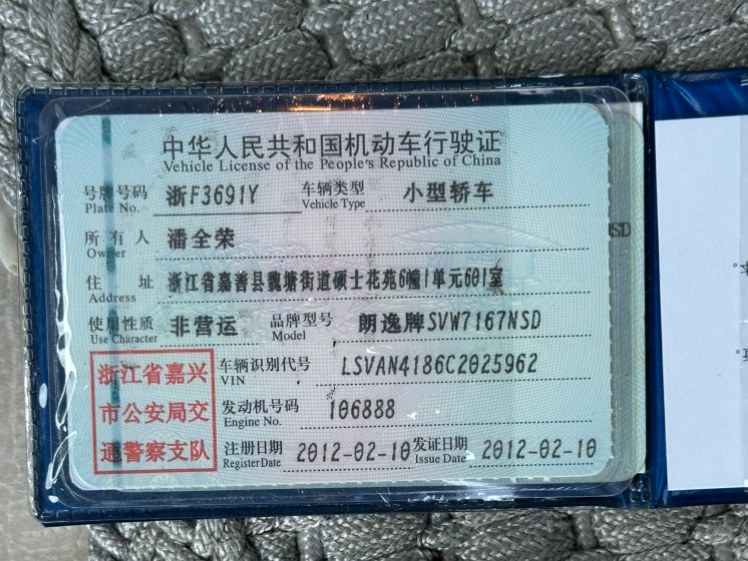 中华人民共和国机动车行驶证
Vehicle License of the People's Republic of China
号牌号码 浙F3691Y 车辆类型 小型轿车
Plate No. Vehicle Type
所有人 潘全荣
Owner
住址 浙江省嘉善县魏塘街道硕士花苑6幢1单元601室
Address
使用性质 非营运 品牌型号 朗逸牌SVW7167NSD
Use Character Model
浙江省嘉兴
市公安局交
通警察支队
车辆识别代号 LSVAN4186C2025962
VIN
发动机号码 106888
Engine No.
注册日期 2012-02-10 发证日期 2012-02-10
Register Date Issue Date
SD